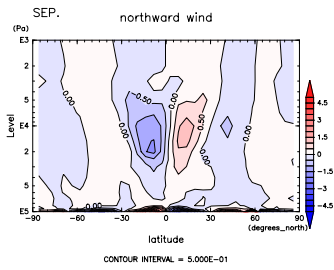 SEP.
northward wind
(Pa)
E3
2
5
E4
2
5
E5
Level
0.00
-0.50
0.00
0.50
0.00
0.00
0.00
0.00
-90 -60 -30 0 30 60 90
(degrees_north)
latitude
4.5
3
1.5
0
-1.5
-3
-4.5
CONTOUR INTERVAL = 5.000E-01